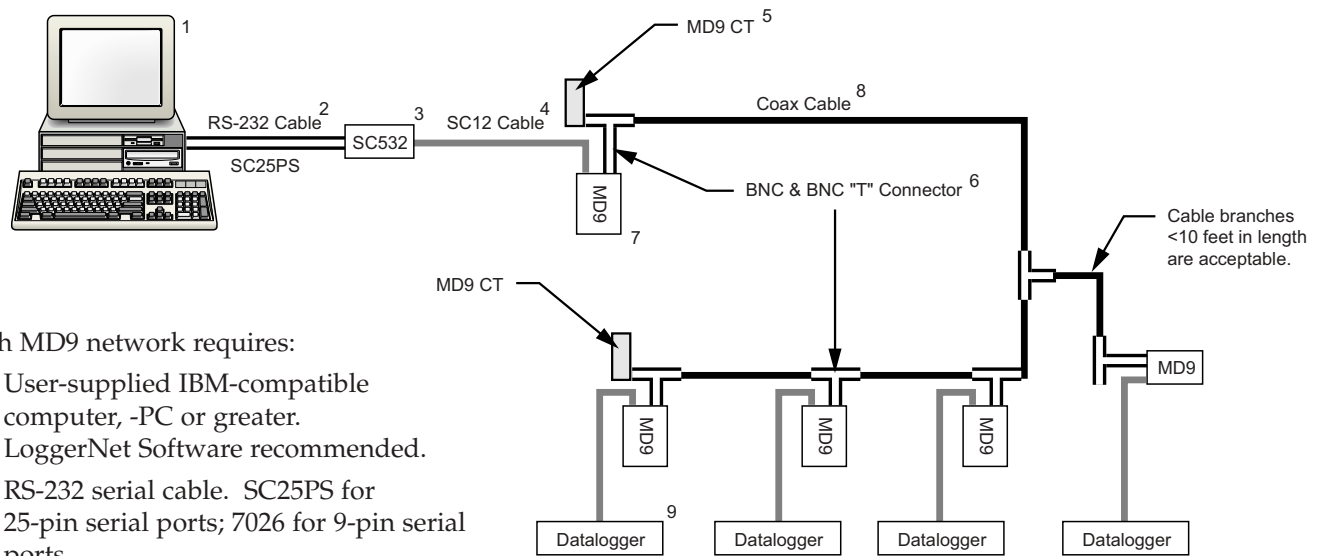 1
MD9 CT 5
RS-232 Cable 2
3
SC532
SC12 Cable 4
SC25PS
Coax Cable 8
BNC & BNC "T" Connector 6
MD9
7
Cable branches
<10 feet in length
are acceptable.
MD9 CT
MD9
MD9
MD9
MD9
9
Datalogger
Datalogger
Datalogger
Datalogger
h MD9 network requires:
User-supplied IBM-compatible
computer, -PC or greater.
LoggerNet Software recommended.
RS-232 serial cable. SC25PS for
25-pin serial ports; 7026 for 9-pin serial
ports.